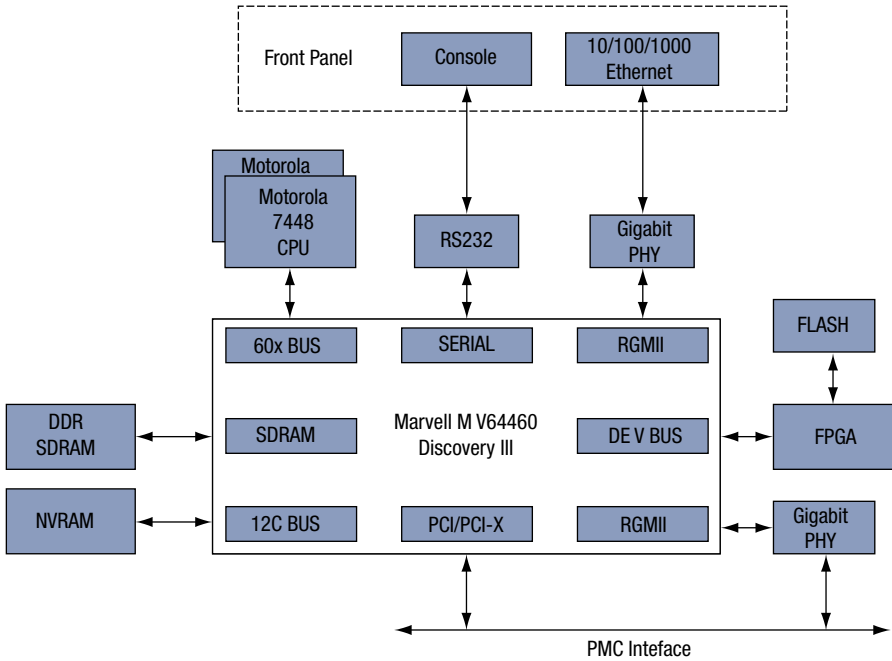 Front Panel
Console
10/100/1000
Ethernet
Motorola
Motorola
7448
CPU
RS232
Gigabit
PHY
60x BUS
SERIAL
RGMII
FLASH
DDR
SDRAM
SDRAM
Marvell M V64460
Discovery III
DE V BUS
FPGA
NVRAM
12C BUS
PCI/PCI-X
RGMII
Gigabit
PHY
PMC Inteface